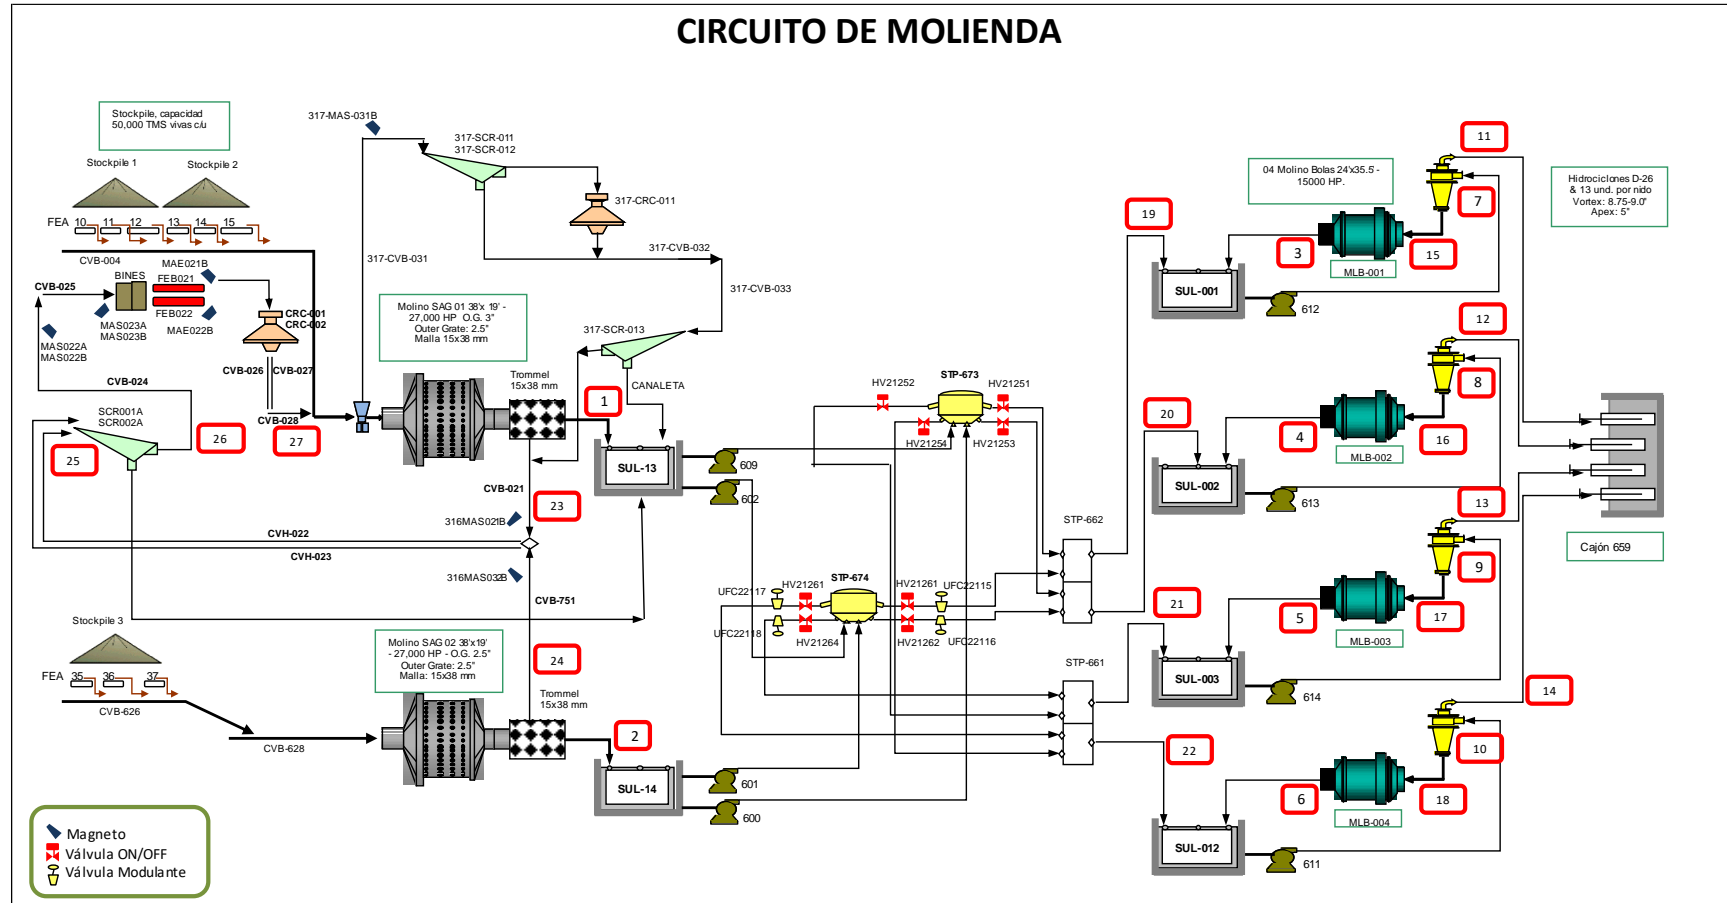 CIRCUITO DE MOLIENDA
Stockpile, capacidad
50,000 TMS vivas c/u
Stockpile 1
Stockpile 2
FEA 10 11 12 13 14 15
CVB-004
CVB-025
BINES
MAE021B
FEB021
FEB022
MAE022B
MAS023A
MAS023B
MAS022A
MAS022B
CRC-001
CRC-002
CVB-026
CVB-027
CVB-028
CVB-024
SCR001A
SCR002A
25
26
27
317-MAS-031B
317-SCR-011
317-SCR-012
317-CRC-011
317-CVB-032
317-CVB-031
317-CVB-033
317-SCR-013
Molino SAG 01 38'x 19' -
27,000 HP O.G. 3"
Outer Grate: 2.5"
Malla 15x38 mm
Trommel
15x38 mm
1
CANALETA
SUL-13
609
602
CVB-021
23
316MAS021B
CVH-022
CVH-023
316MAS032B
CVB-751
24
Stockpile 3
FEA 35 36 37
CVB-626
CVB-628
Molino SAG 02 38'x19'
- 27,000 HP - O.G. 2.5"
Outer Grate: 2.5"
Malla: 15x38 mm
Trommel
15x38 mm
2
SUL-14
601
600
STP-673
HV21252
HV21251
HV21254
HV21253
STP-674
UFC22117
HV21261
HV21261
UFC22115
UFC22118
HV21264
HV21262
UFC22116
STP-662
STP-661
19
20
21
22
04 Molino Bolas 24'x35.5' -
15000 HP.
11
7
3
15
MLB-001
SUL-001
612
12
8
4
16
MLB-002
SUL-002
613
13
9
5
17
MLB-003
SUL-003
614
14
10
6
18
MLB-004
SUL-012
611
Hidrociclones D-26
& 13 und. por nido
Vortex: 8.75-9.0"
Apex: 5"
Cajón 659
Magneto
Válvula ON/OFF
Válvula Modulante